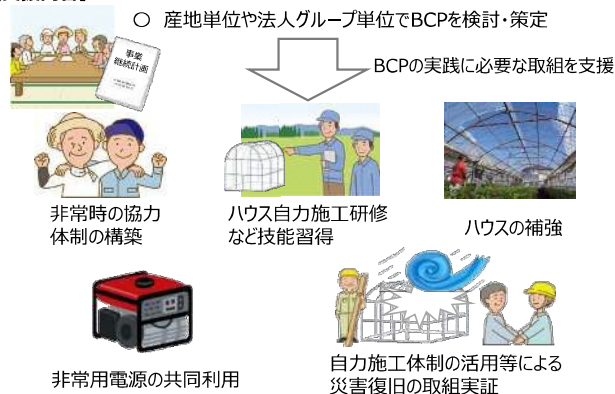 ○ 産地単位や法人グループ単位でBCPを検討・策定
事業
継続計画
BCPの実践に必要な取組を支援
非常時の協力
体制の構築
ハウス自力施工研修
など技能習得
ハウスの補強
非常用電源の共同利用
自力施工体制の活用等による
災害復旧の取組実証